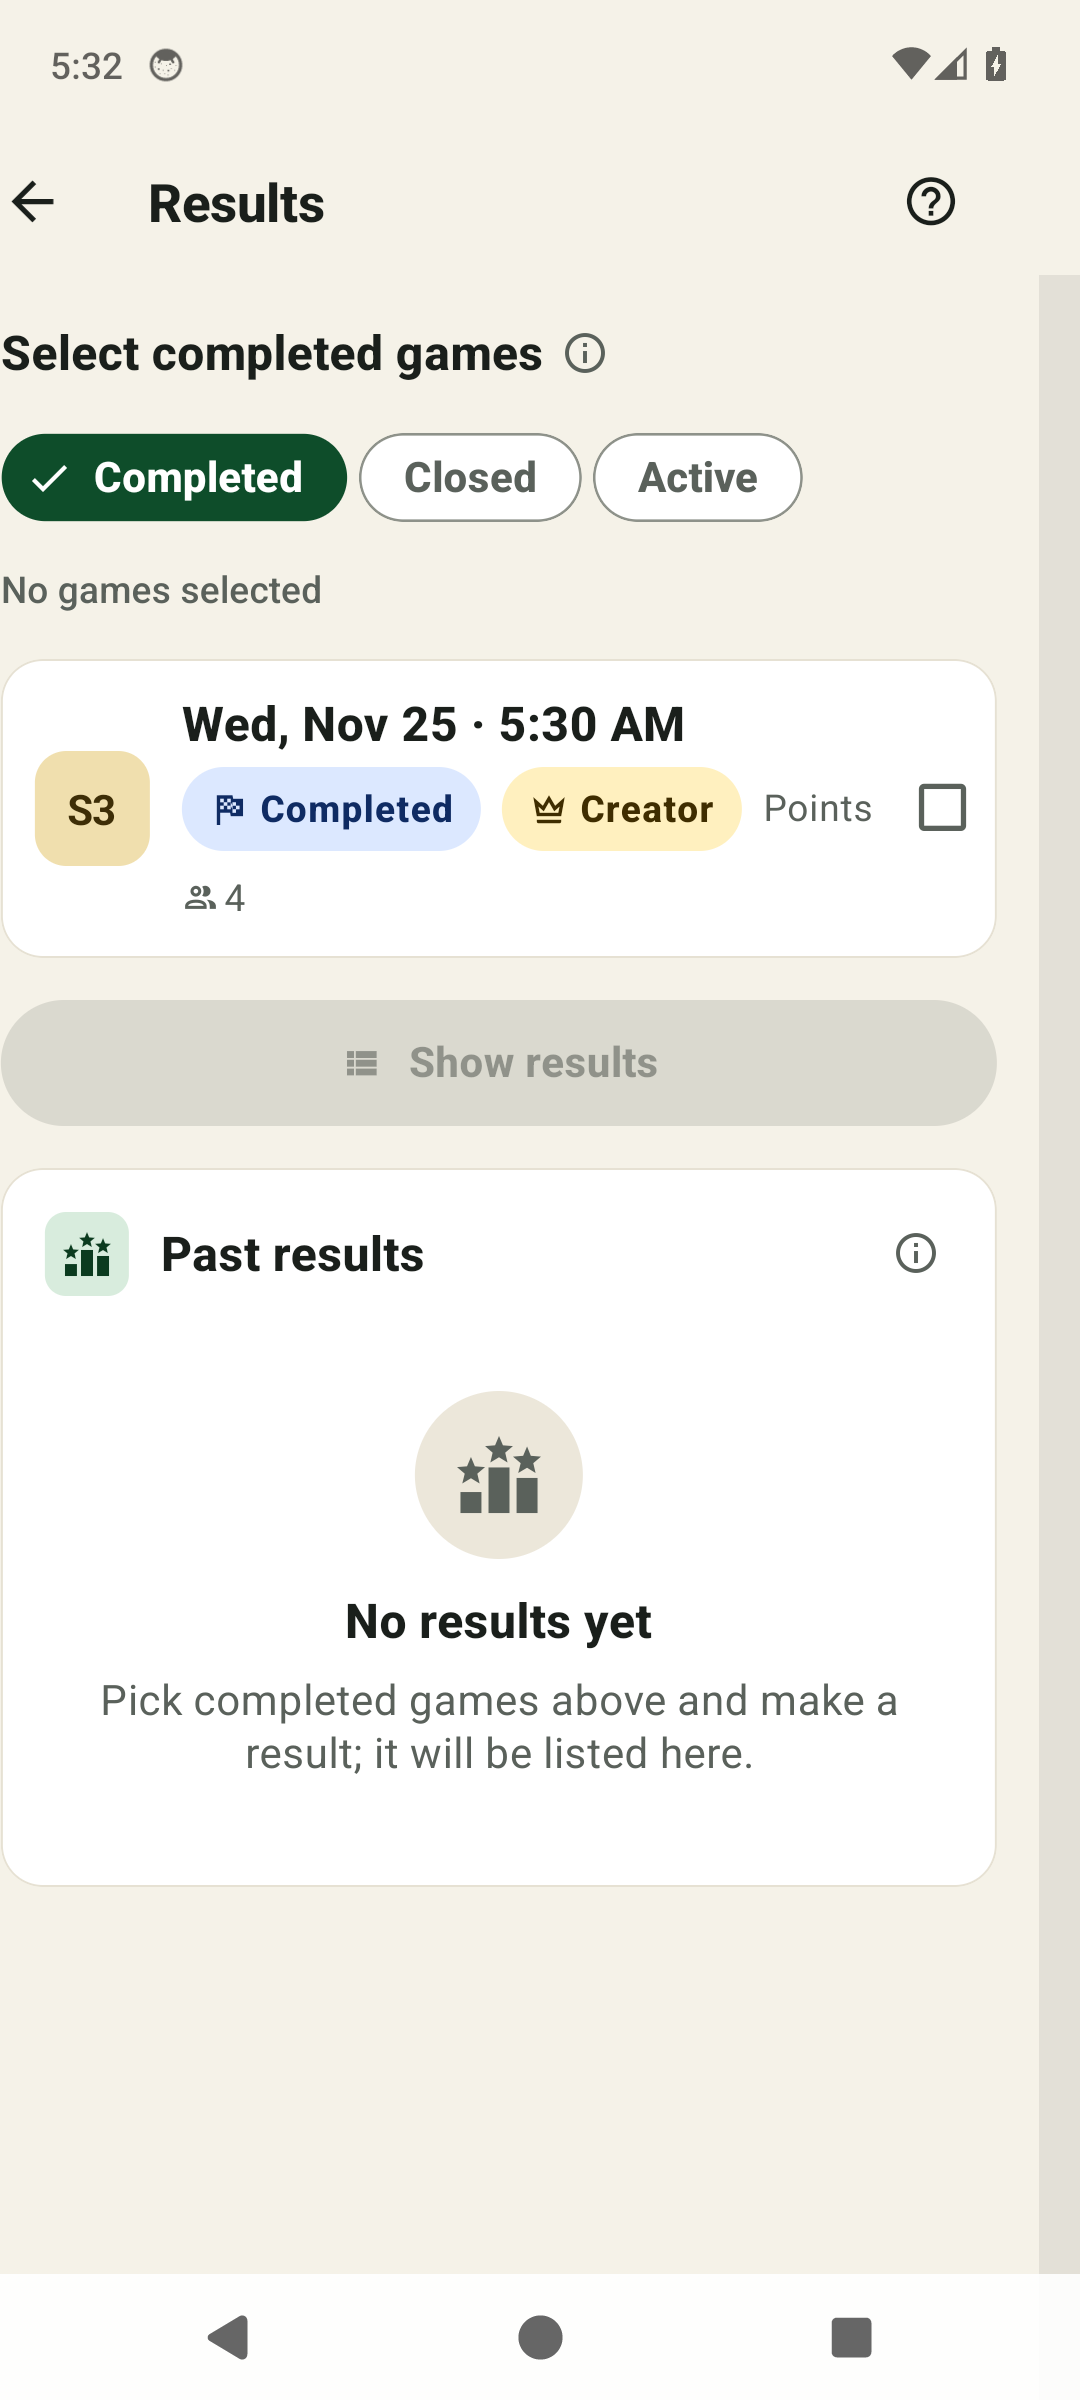 5:32
Results
Select completed games
Completed
Closed
Active
No games selected
Wed, Nov 25 · 5:30 AM
S3
Completed
Creator
Points
4
Show results
Past results
No results yet
Pick completed games above and make a
result; it will be listed here.